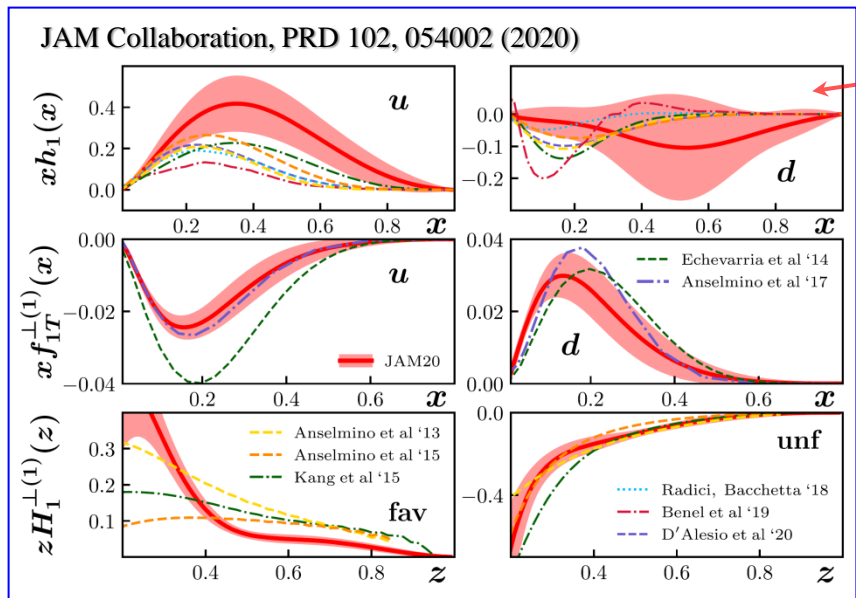 JAM Collaboration, PRD 102, 054002 (2020)
xh₁(x)
0.4
0.2
0.0
u
0.2 0.4 0.6 0.8 x
0.0
−0.1
−0.2
d
0.2 0.4 0.6 0.8 x
xf₁T⊥(1)(x)
0.00
−0.02
−0.04
u
JAM20
0.2 0.4 0.6 0.8 x
0.04
0.02
0.00
Echevarria et al ‘14
Anselmino et al ‘17
d
0.2 0.4 0.6 0.8 x
zH₁⊥(1)(z)
0.3
0.2
0.1
Anselmino et al ‘13
Anselmino et al ‘15
Kang et al ‘15
fav
0.4 0.6 0.8 z
0.0
−0.4
unf
Radici, Bacchetta ‘18
Benel et al ‘19
D′Alesio et al ‘20
0.4 0.6 0.8 z